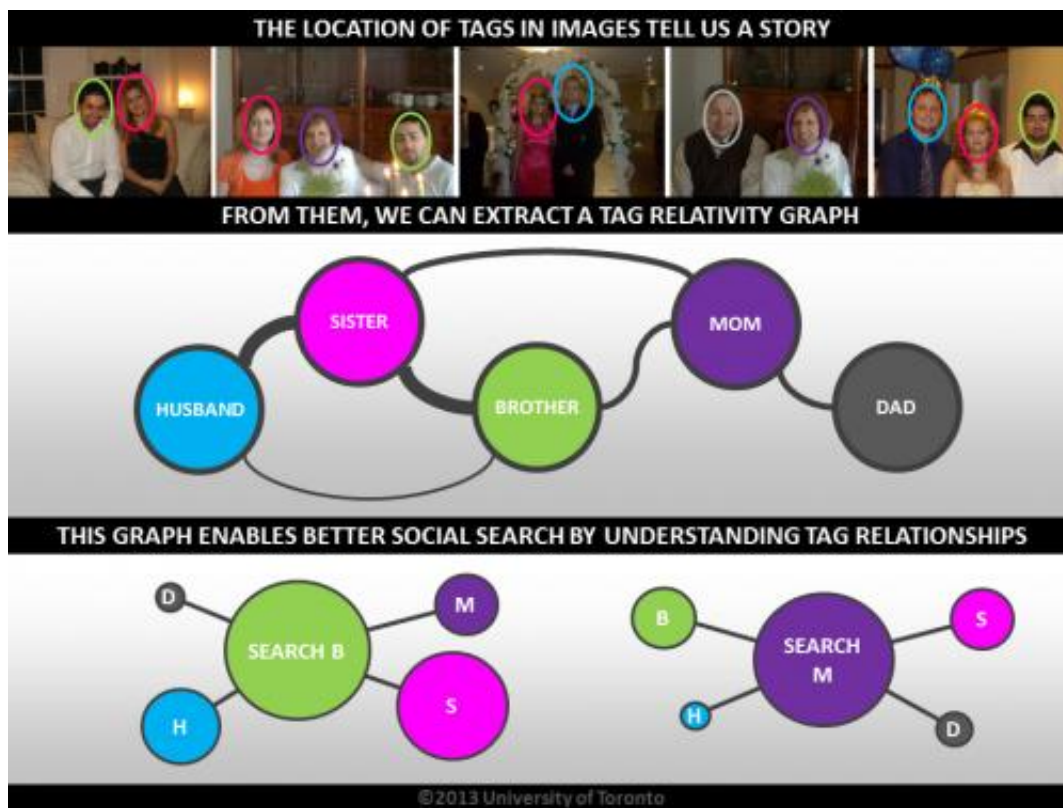 THE LOCATION OF TAGS IN IMAGES TELL US A STORY
FROM THEM, WE CAN EXTRACT A TAG RELATIVITY GRAPH
SISTER
MOM
HUSBAND
BROTHER
DAD
THIS GRAPH ENABLES BETTER SOCIAL SEARCH BY UNDERSTANDING TAG RELATIONSHIPS
D
M
SEARCH B
H
S
B
S
SEARCH
M
H
D
©2013 University of Toronto